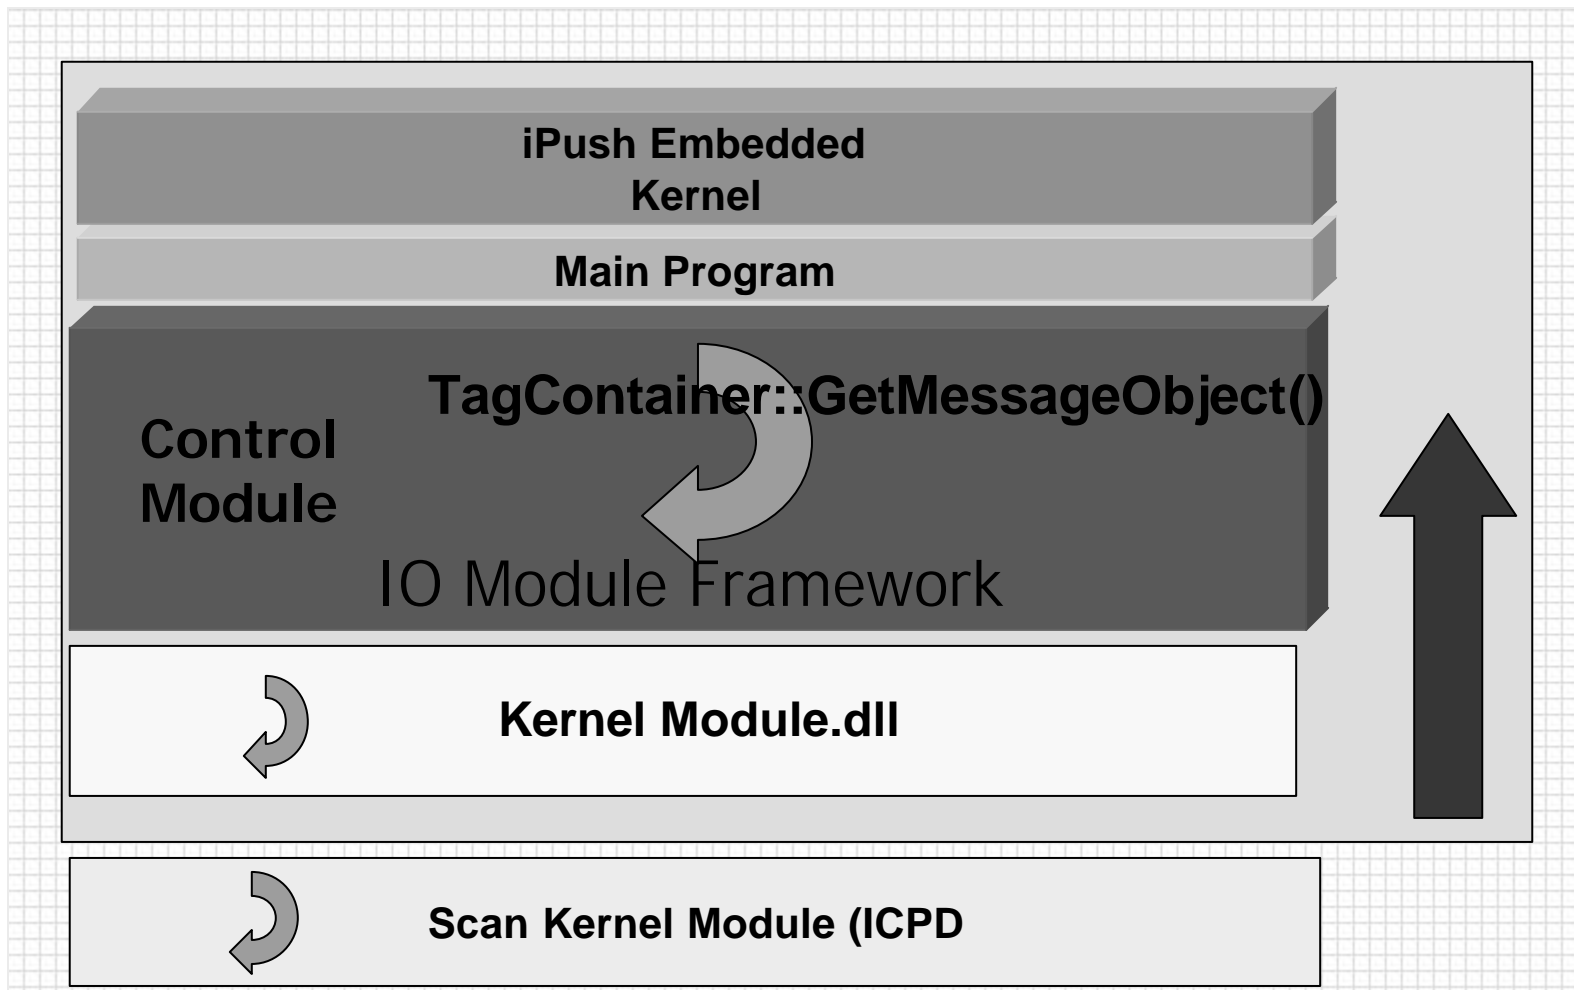 iPush Embedded
Kernel
Main Program
TagContainer::GetMessageObject()
Control
Module
IO Module Framework
Kernel Module.dll
Scan Kernel Module (ICPD